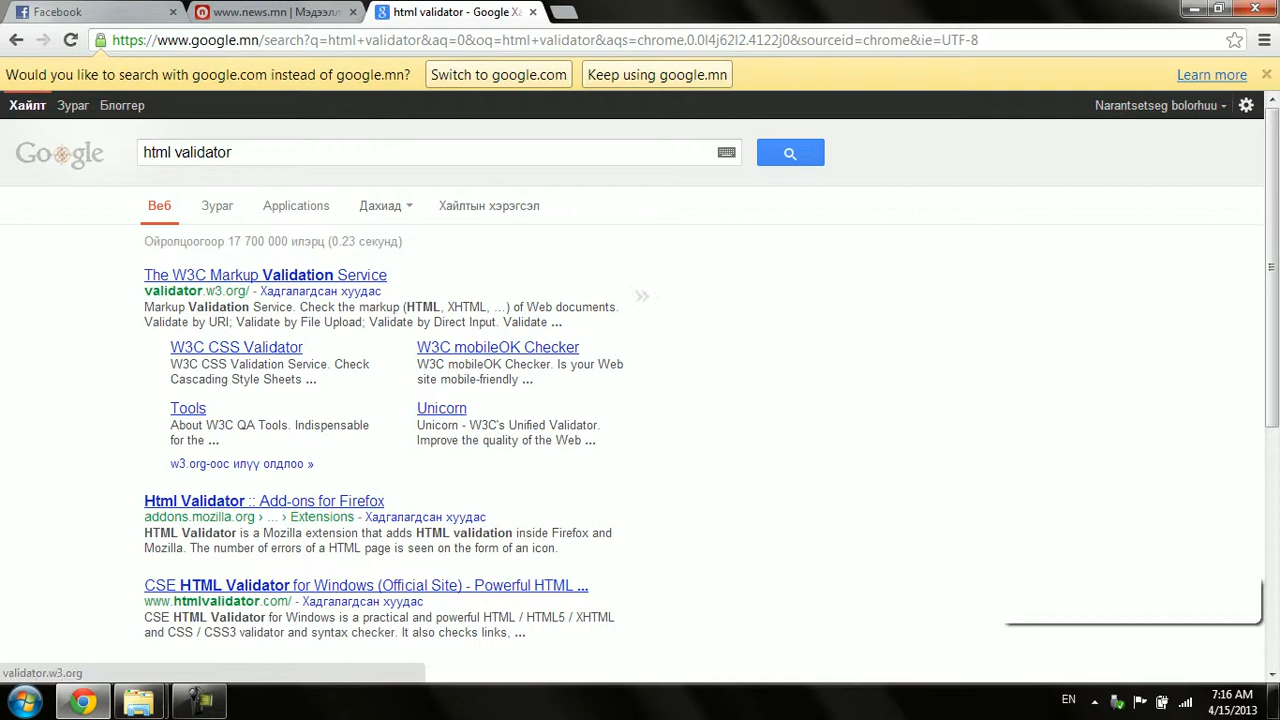 Facebook
www.news.mn | Мэдээл
html validator - Google Ха
https://www.google.mn/search?q=html+validator&aq=0&oq=html+validator&aqs=chrome.0.0l4j62l2.4122j0&sourceid=chrome&ie=UTF-8
Would you like to search with google.com instead of google.mn? Switch to google.com Keep using google.mn Learn more
Хайлт Зураг Блоггер Narantsetseg bolorhuu
Google html validator
Веб Зураг Applications Дахиад Хайлтын хэрэгсэл
Ойролцоогоор 17 700 000 илэрц (0.23 секунд)
The W3C Markup Validation Service
validator.w3.org/ - Хадгалагдсан хуудас
Markup Validation Service. Check the markup (HTML, XHTML, ...) of Web documents.
Validate by URI; Validate by File Upload; Validate by Direct Input. Validate ...
W3C CSS Validator
W3C CSS Validation Service. Check
Cascading Style Sheets ...
W3C mobileOK Checker
W3C mobileOK Checker. Is your Web
site mobile-friendly ...
Tools
About W3C QA Tools. Indispensable
for the ...
Unicorn
Unicorn - W3C's Unified Validator.
Improve the quality of the Web ...
w3.org-оос илүү олдлоо »
Html Validator :: Add-ons for Firefox
addons.mozilla.org › ... › Extensions - Хадгалагдсан хуудас
HTML Validator is a Mozilla extension that adds HTML validation inside Firefox and
Mozilla. The number of errors of a HTML page is seen on the form of an icon.
CSE HTML Validator for Windows (Official Site) - Powerful HTML ...
www.htmlvalidator.com/ - Хадгалагдсан хуудас
CSE HTML Validator for Windows is a practical and powerful HTML / HTML5 / XHTML
and CSS / CSS3 validator and syntax checker. It also checks links, ...
validator.w3.org
EN
7:16 AM
4/15/2013